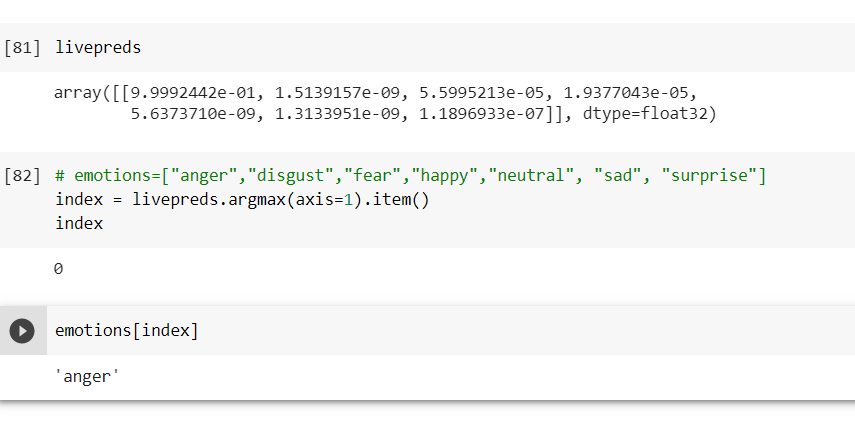 [81] livepreds
array([[9.9992442e-01, 1.5139157e-09, 5.5995213e-05, 1.9377043e-05,
5.6373710e-09, 1.3133951e-09, 1.1896933e-07]], dtype=float32)
[82] # emotions=["anger","disgust","fear","happy","neutral", "sad", "surprise"]
index = livepreds.argmax(axis=1).item()
index
0
emotions[index]
'anger'